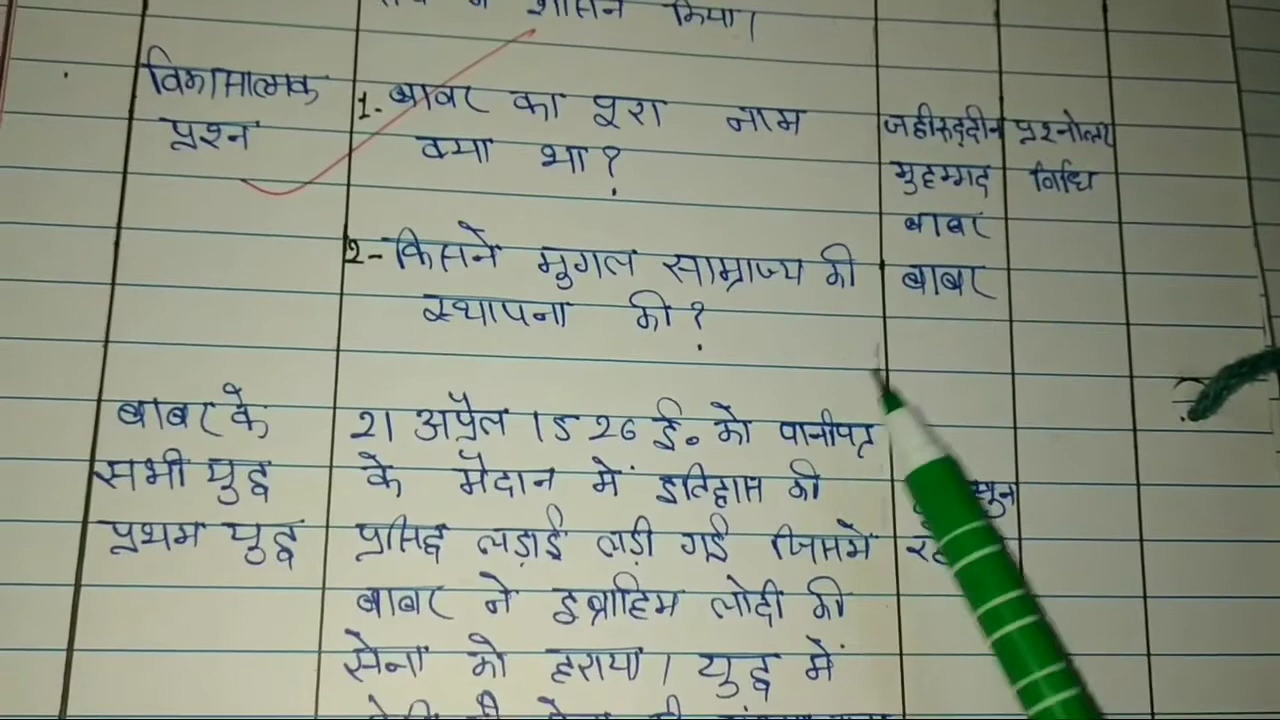 शासन किया।
विकासात्मक
प्रश्न
1. बाबर का पूरा नाम
क्या था?
जहीरुद्दीन
मुहम्मद
बाबर
प्रश्नोत्तर
विधि
2- किसने मुगल साम्राज्य की
स्थापना की?
बाबर
बाबर के
सभी युद्ध
प्रथम युद्ध
21 अप्रैल 1526 ई. को पानीपत
के मैदान में इतिहास की
प्रसिद्ध लड़ाई लड़ी गई जिसमें
बाबर ने इब्राहिम लोदी की
सेना को हराया। युद्ध में